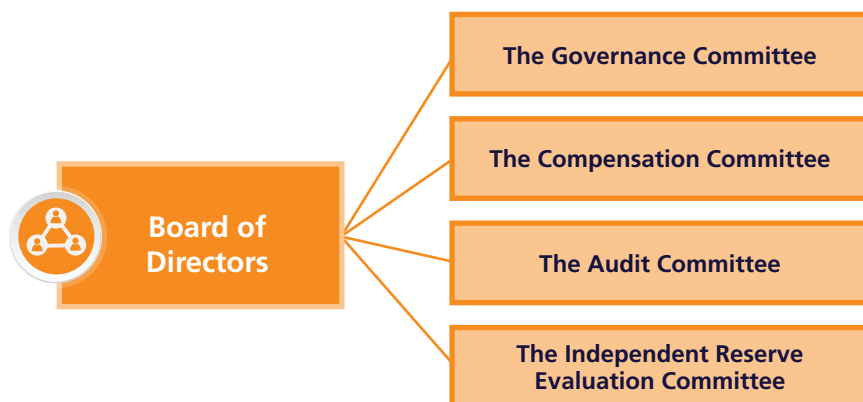 Board of
Directors
The Governance Committee
The Compensation Committee
The Audit Committee
The Independent Reserve
Evaluation Committee